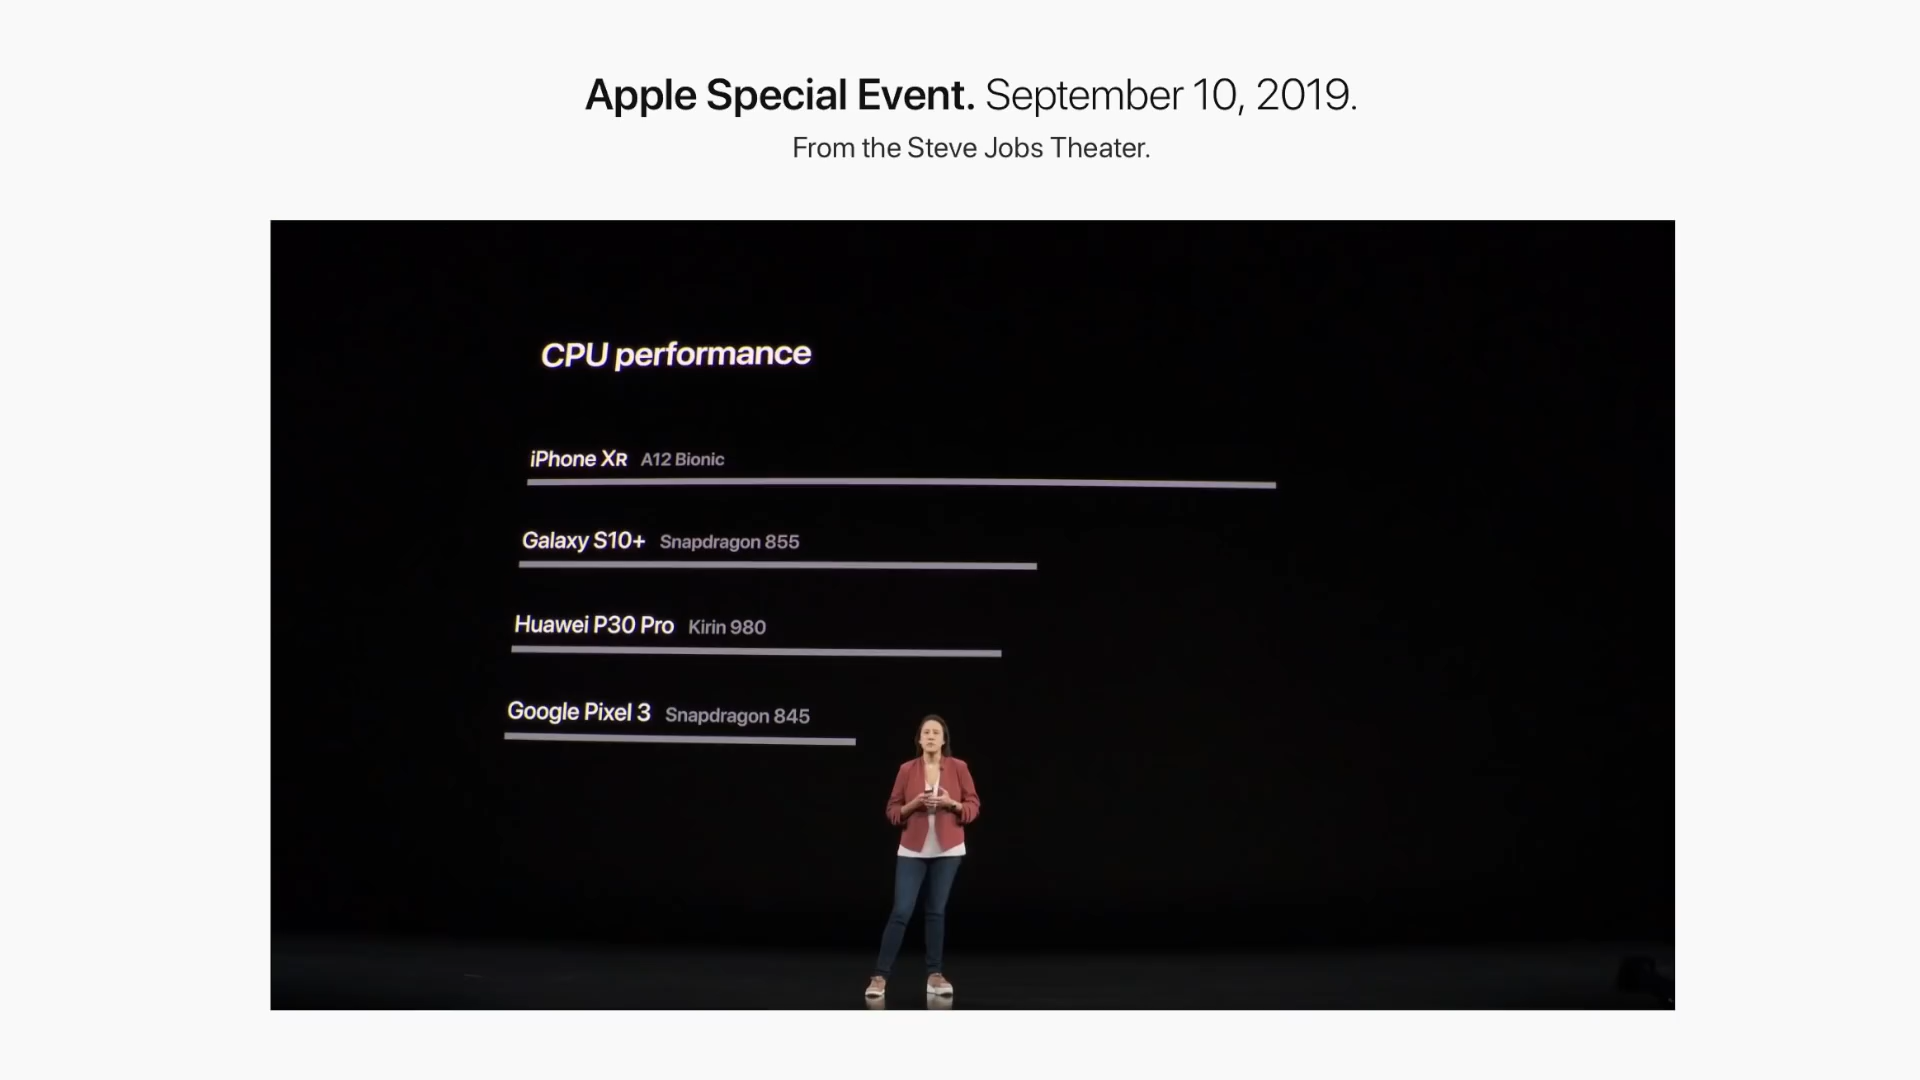 Apple Special Event. September 10, 2019.
From the Steve Jobs Theater.
CPU performance
iPhone XR A12 Bionic
Galaxy S10+ Snapdragon 855
Huawei P30 Pro Kirin 980
Google Pixel 3 Snapdragon 845